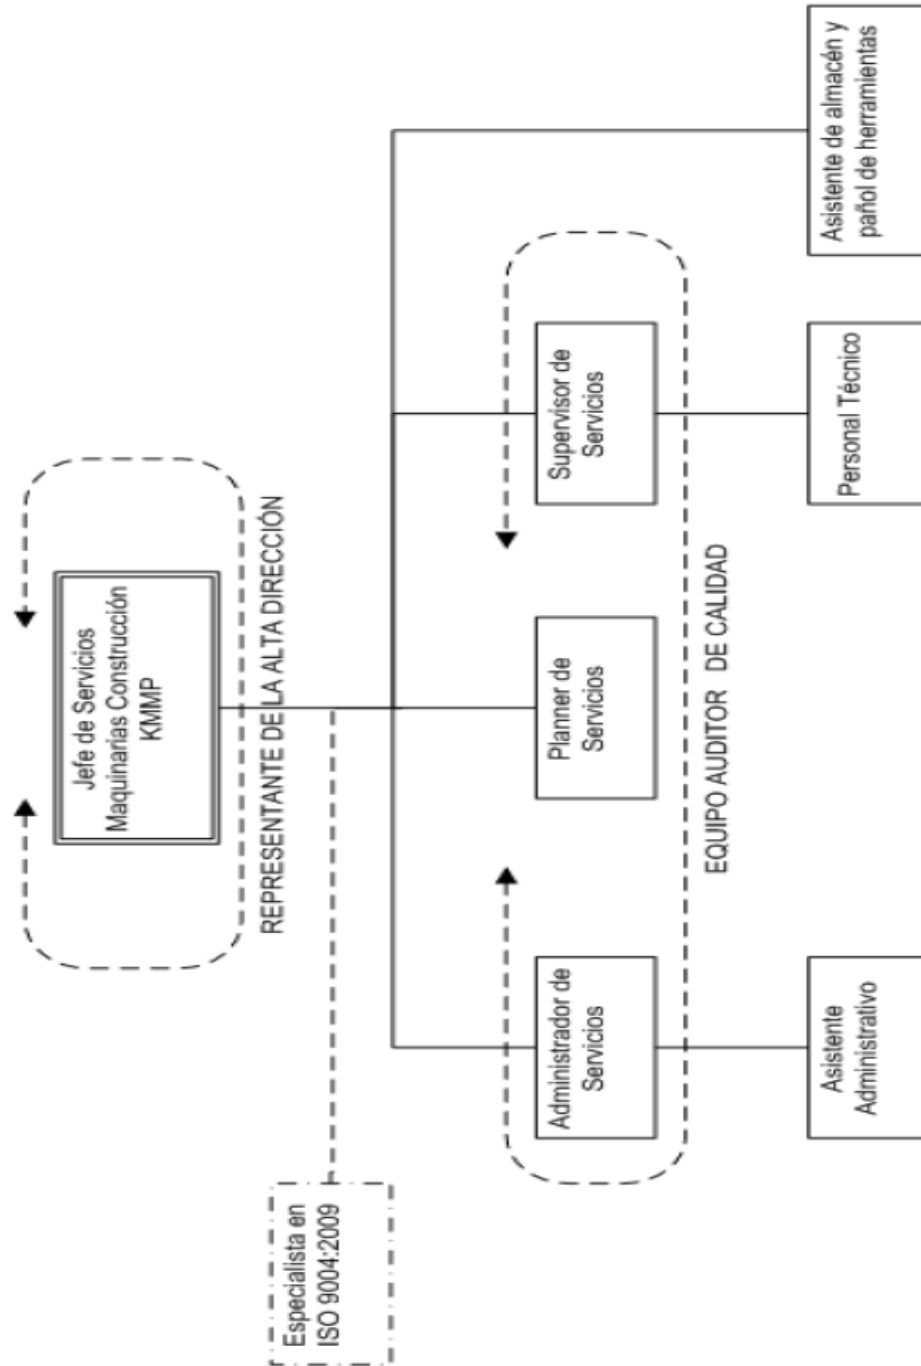 Jefe de Servicios
Maquinarias Construcción
KMMP
REPRESENTANTE DE LA ALTA DIRECCIÓN
Especialista en
ISO 9004:2009
Administrador de
Servicios
Planner de
Servicios
Supervisor de
Servicios
EQUIPO AUDITOR DE CALIDAD
Asistente
Administrativo
Personal Técnico
Asistente de almacén y
pañol de herramientas